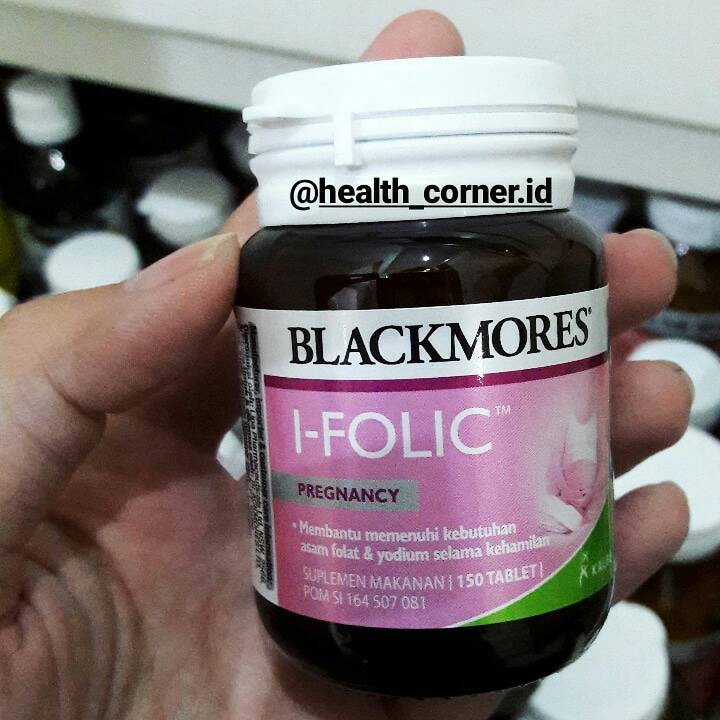 @health_corner.id
BLACKMORES®
I-FOLIC™
PREGNANCY
• Membantu memenuhi kebutuhan
asam folat & yodium selama kehamilan
SUPLEMEN MAKANAN | 150 TABLET |
POM SI 164 507 081